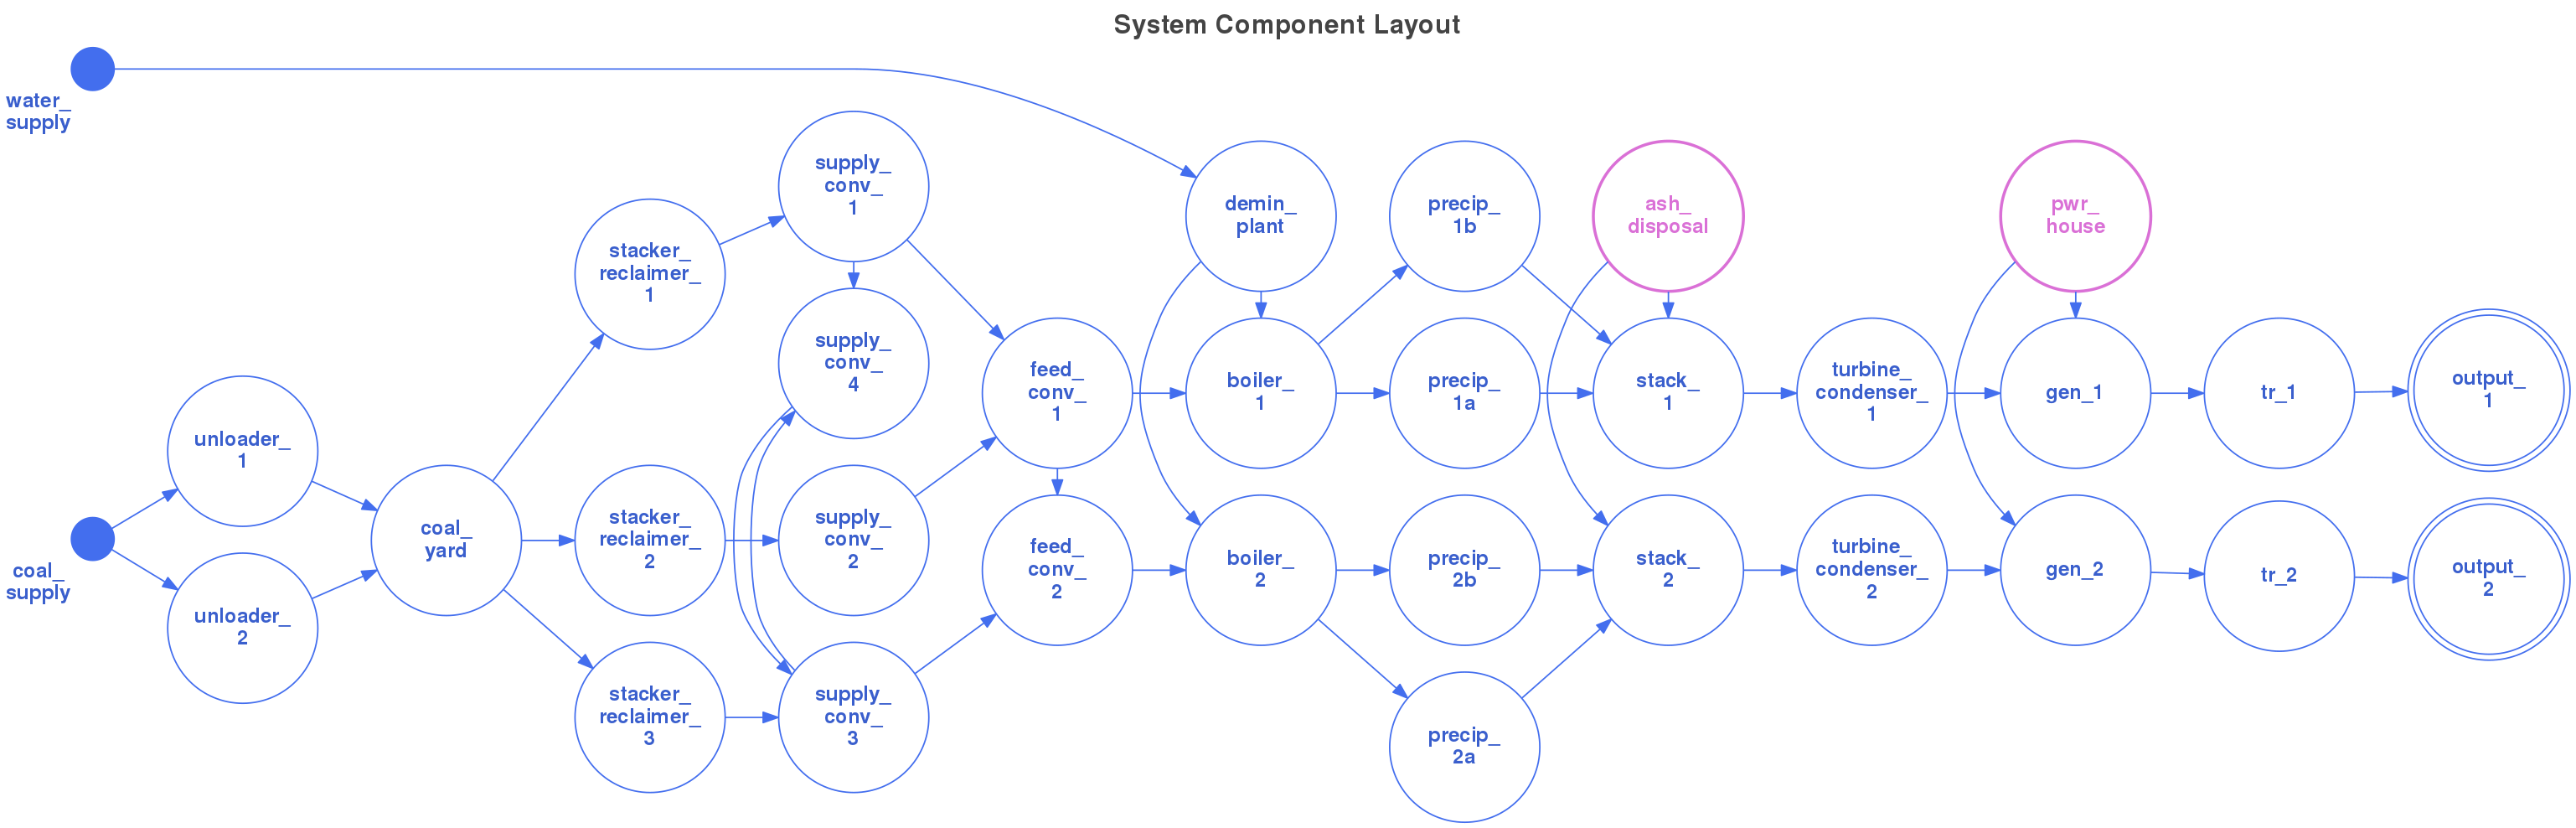 System Component Layout
water_
supply
supply_
conv_
1
demin_
plant
precip_
1b
ash_
disposal
pwr_
house
stacker_
reclaimer_
1
supply_
conv_
4
feed_
conv_
1
boiler_
1
precip_
1a
stack_
1
turbine_
condenser_
1
gen_1
tr_1
output_
1
unloader_
1
coal_
supply
unloader_
2
coal_
yard
stacker_
reclaimer_
2
supply_
conv_
2
feed_
conv_
2
boiler_
2
precip_
2b
stack_
2
turbine_
condenser_
2
gen_2
tr_2
output_
2
stacker_
reclaimer_
3
supply_
conv_
3
precip_
2a